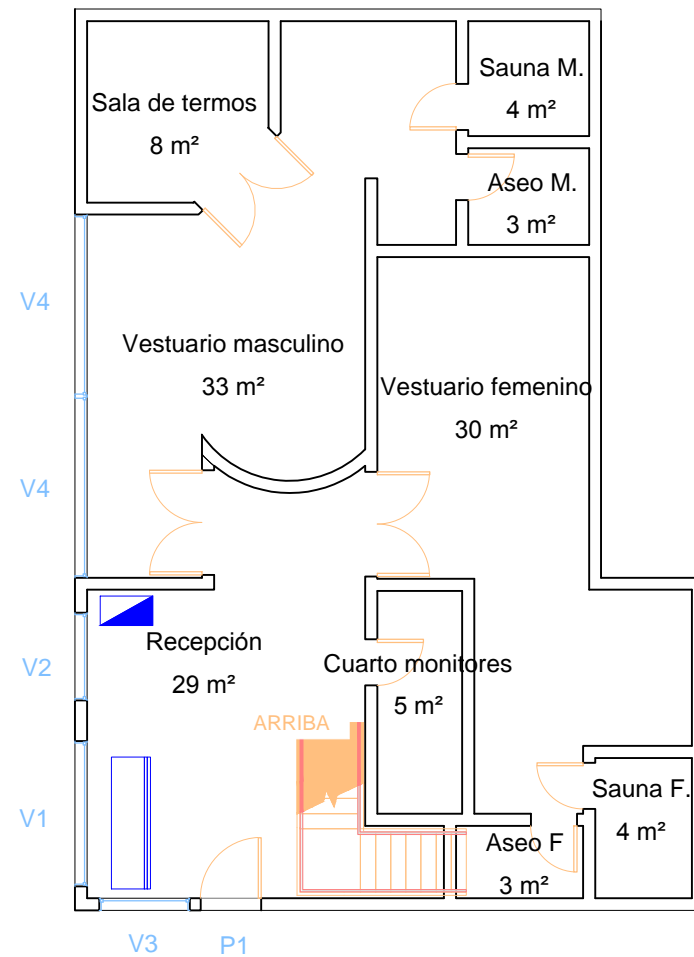 Sauna M.
4 m²
Sala de termos
8 m²
Aseo M.
3 m²
V4
Vestuario masculino
33 m²
Vestuario femenino
30 m²
V4
Recepción
29 m²
V2
Cuarto monitores
5 m²
ARRIBA
Sauna F.
4 m²
V1
Aseo F
3 m²
V3
P1